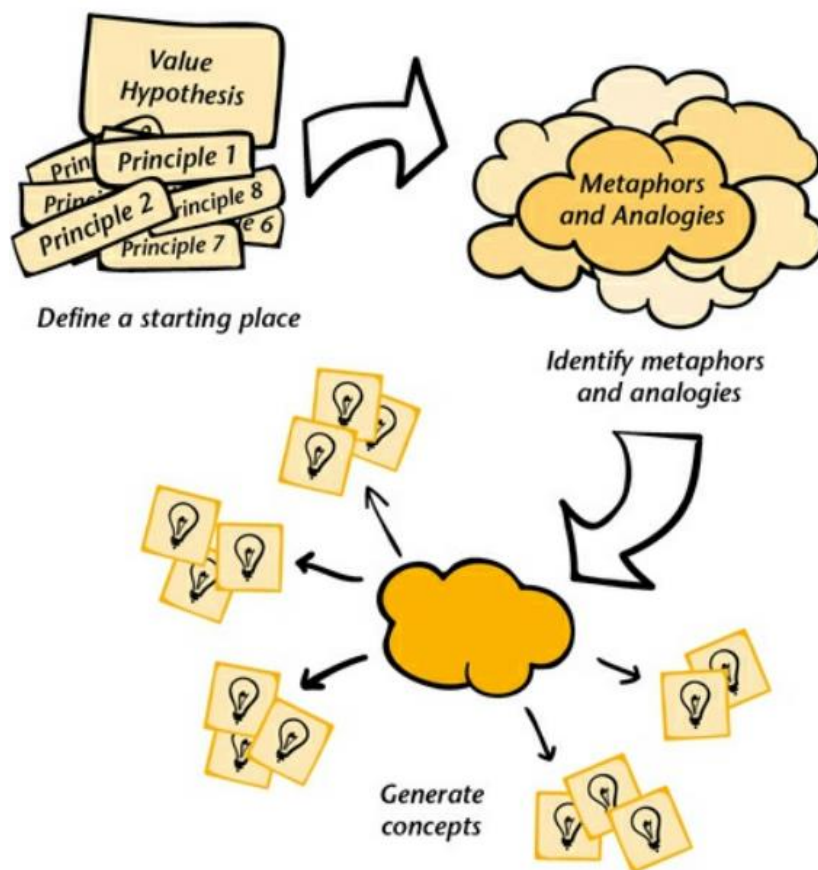 Value
Hypothesis
Principle 1
Principle 8
Principle 2
Principle 7
Define a starting place
Metaphors
and Analogies
Identify metaphors
and analogies
Generate
concepts